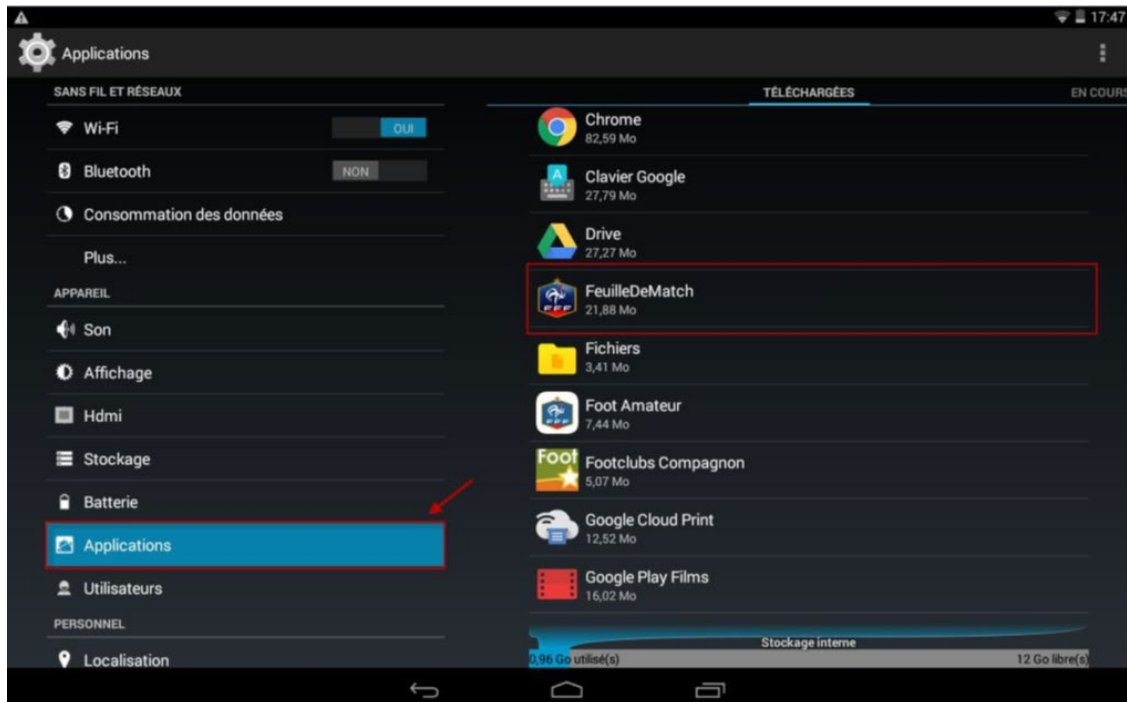 17:47
Applications
SANS FIL ET RÉSEAUX
Wi-Fi
OUI
Bluetooth
NON
Consommation des données
Plus...
APPAREIL
Son
Affichage
Hdmi
Stockage
Batterie
Applications
Utilisateurs
PERSONNEL
Localisation
TÉLÉCHARGÉES
EN COURS
Chrome
82,59 Mo
A
Clavier Google
27,79 Mo
Drive
27,27 Mo
FFF
FeuilleDeMatch
21,88 Mo
Fichiers
3,41 Mo
FFF
Foot Amateur
7,44 Mo
Foot
Footclubs Compagnon
5,07 Mo
Google Cloud Print
12,52 Mo
Google Play Films
16,02 Mo
Stockage interne
0,96 Go utilisé(s)
12 Go libre(s)